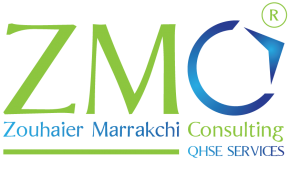 ZMC ®
Zouhaier Marrakchi Consulting
QHSE SERVICES